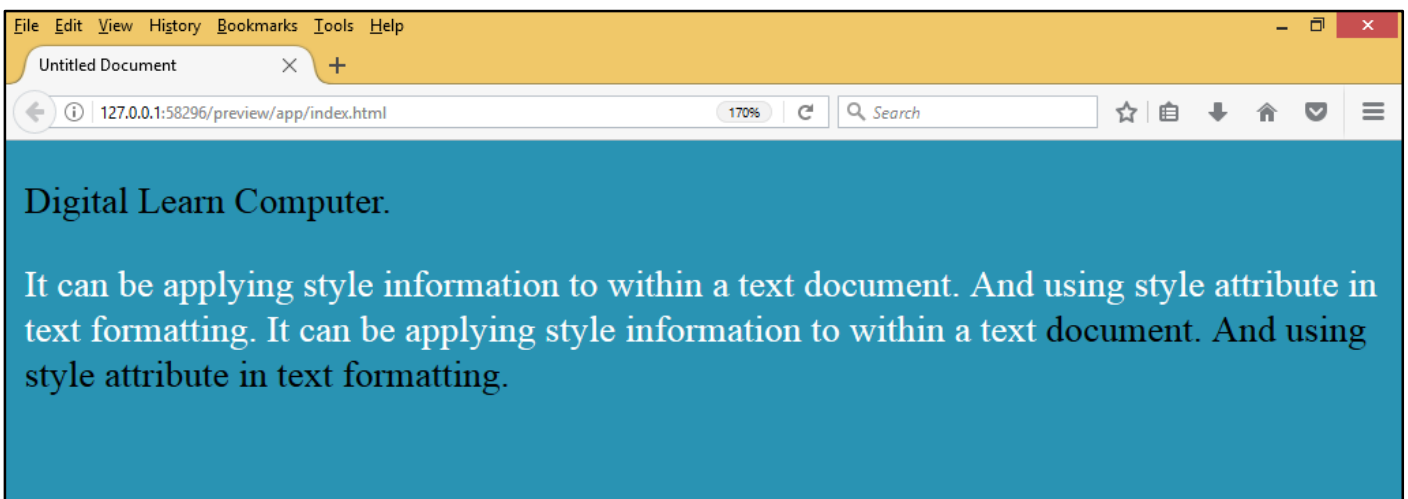 File Edit View History Bookmarks Tools Help
Untitled Document
127.0.0.1:58296/preview/app/index.html 170% Search
Digital Learn Computer.
It can be applying style information to within a text document. And using style attribute in
text formatting. It can be applying style information to within a text document. And using
style attribute in text formatting.